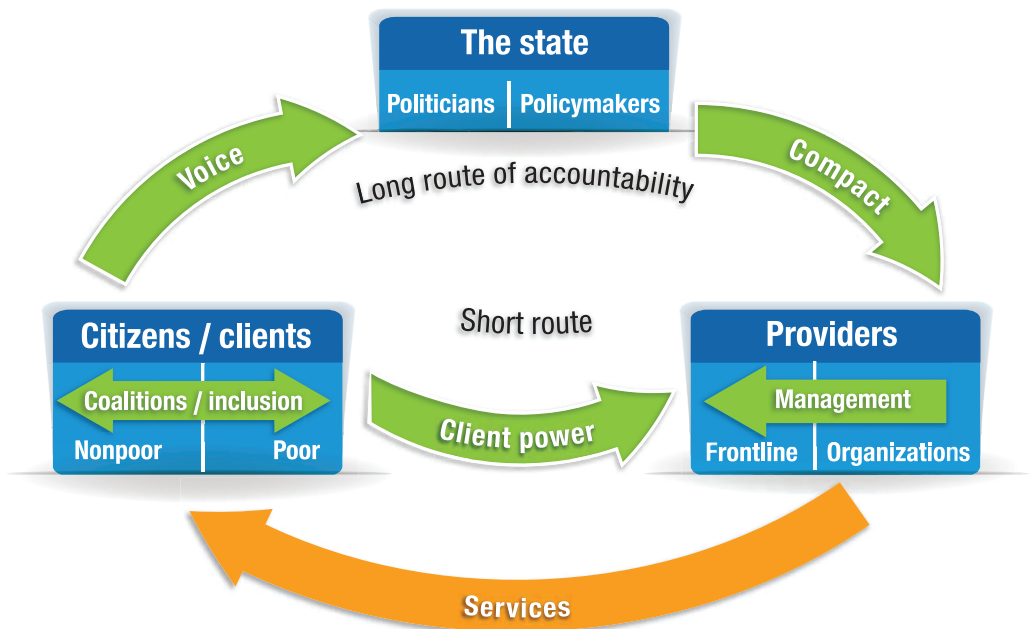 The state
Politicians
Policymakers
Voice
Compact
Long route of accountability
Short route
Citizens / clients
Coalitions / inclusion
Nonpoor
Poor
Client power
Providers
Management
Frontline
Organizations
Services